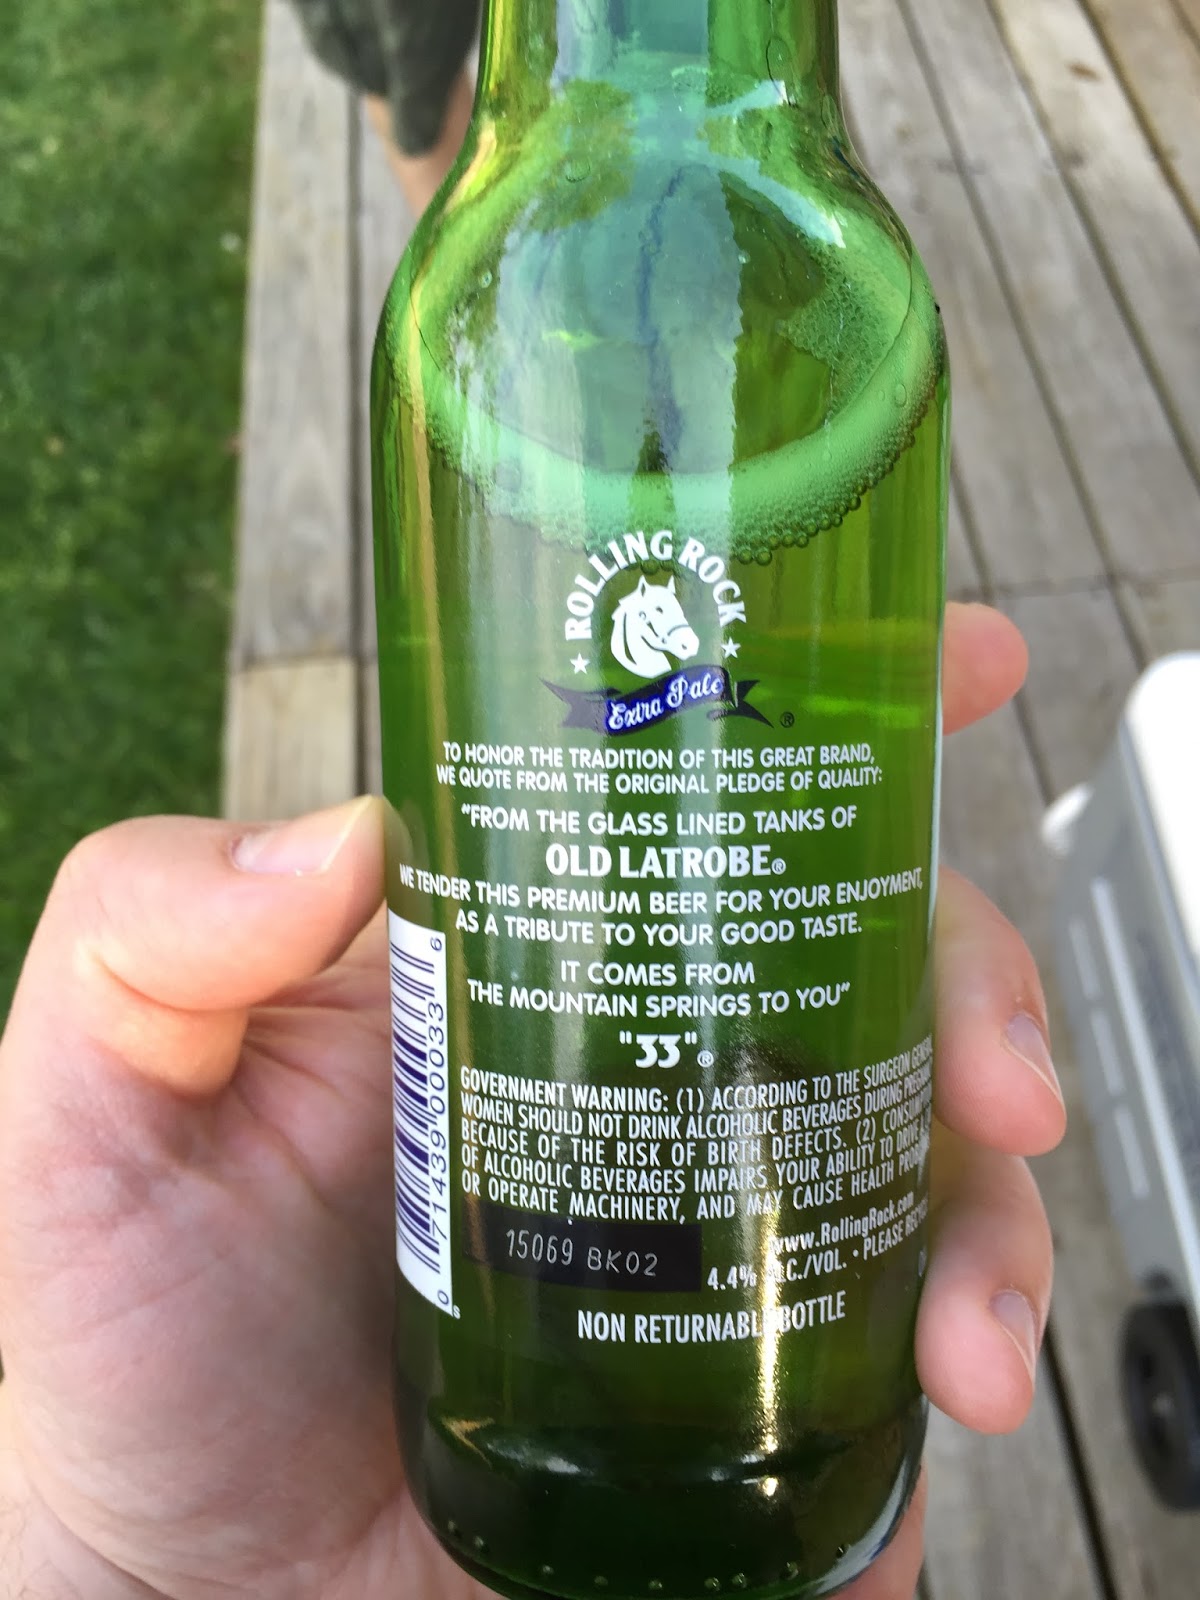 ROLLING ROCK
Extra Pale ®
TO HONOR THE TRADITION OF THIS GREAT BRAND,
WE QUOTE FROM THE ORIGINAL PLEDGE OF QUALITY:
"FROM THE GLASS LINED TANKS OF
OLD LATROBE®
WE TENDER THIS PREMIUM BEER FOR YOUR ENJOYMENT,
AS A TRIBUTE TO YOUR GOOD TASTE.
IT COMES FROM
THE MOUNTAIN SPRINGS TO YOU"
"33"®
GOVERNMENT WARNING: (1) ACCORDING TO THE SURGEON
WOMEN SHOULD NOT DRINK ALCOHOLIC BEVERAGES DURING
BECAUSE OF THE RISK OF BIRTH DEFECTS. (2)
OF ALCOHOLIC BEVERAGES IMPAIRS YOUR ABILITY TO DRIVE
OR OPERATE MACHINERY, AND MAY CAUSE HEALTH
www.RollingRock.com
15069 BK02
4.4% LC./VOL. • PLEASE
NON RETURNABLE BOTTLE
0 71439 00033 6
S